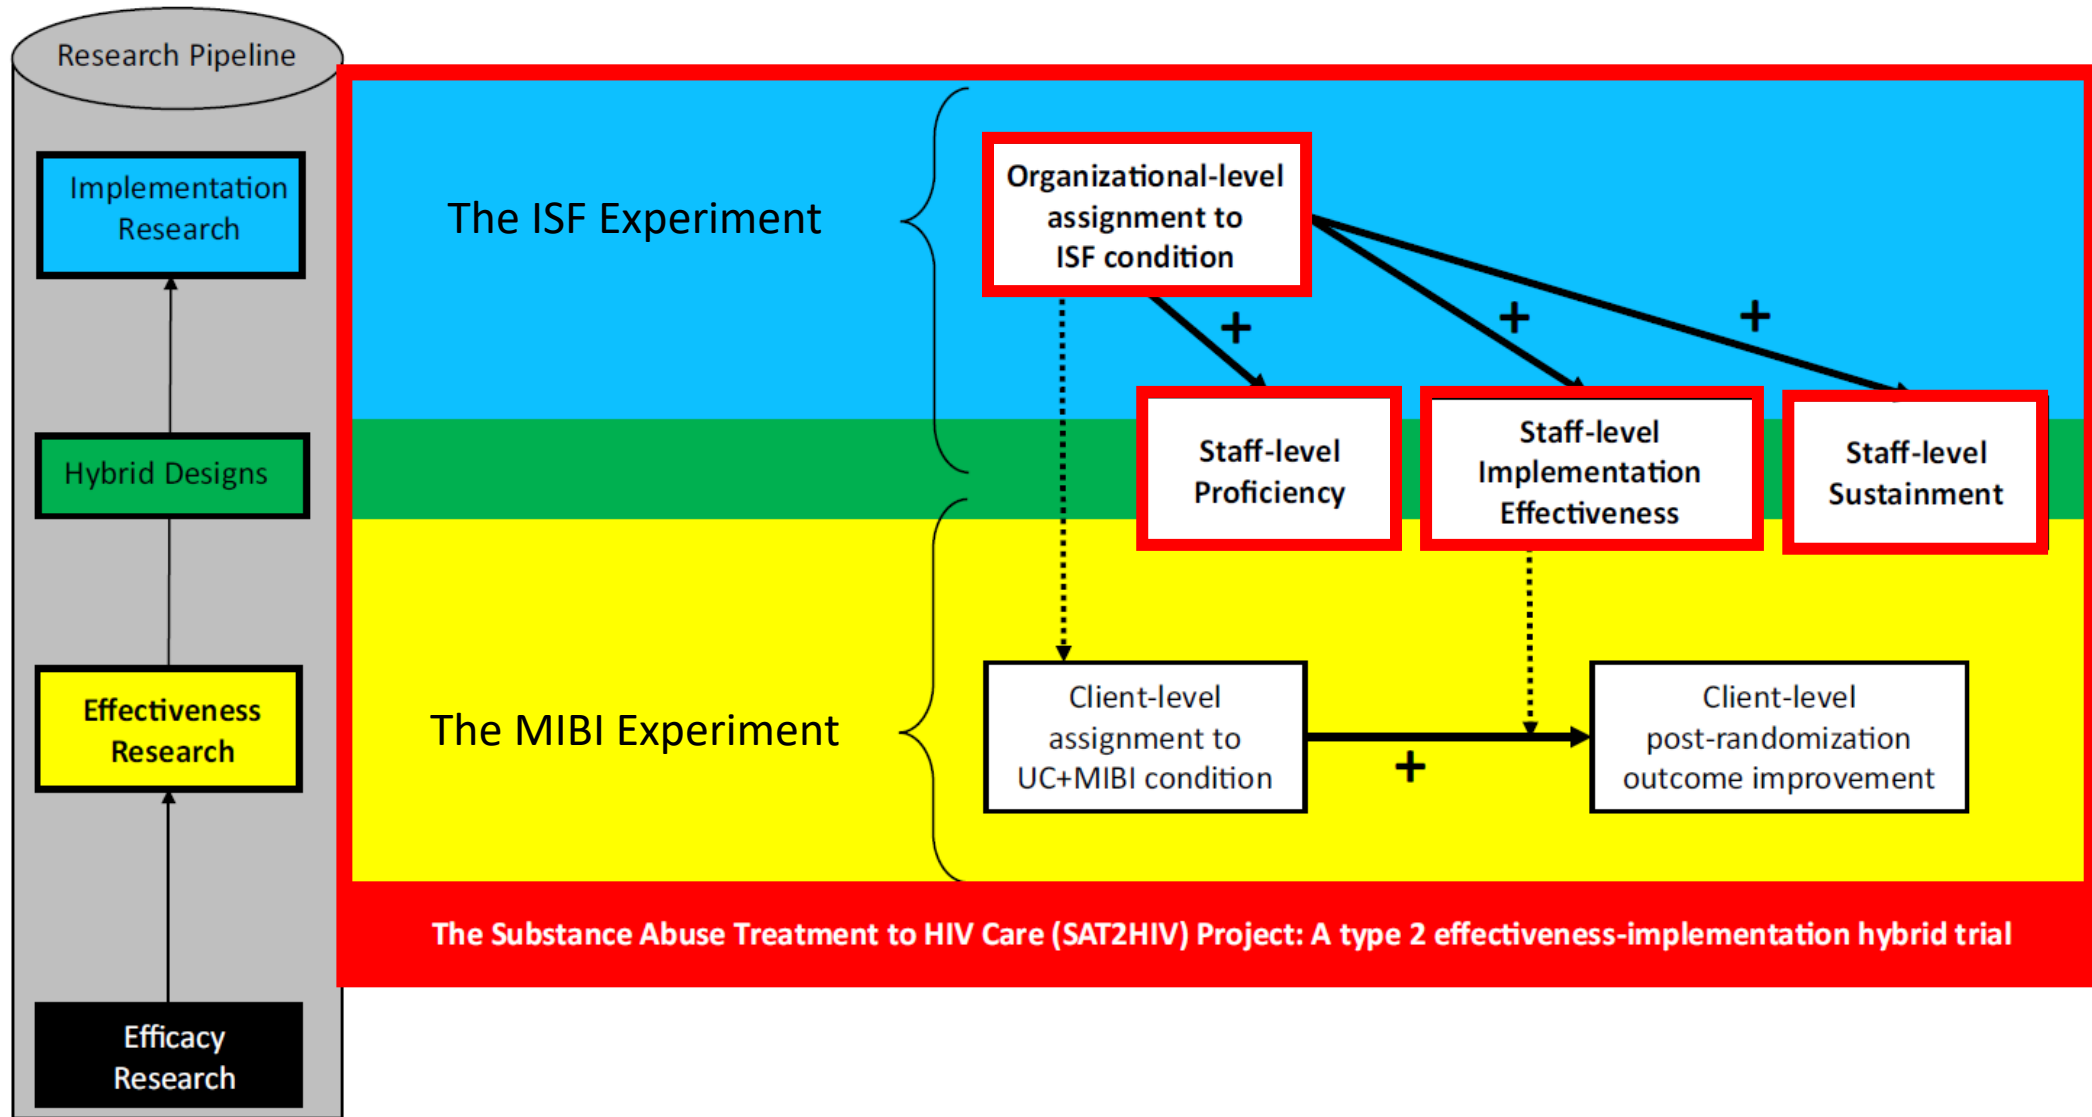 Research Pipeline
Implementation
Research
Hybrid Designs
Effectiveness
Research
Efficacy
Research
The ISF Experiment
Organizational-level
assignment to
ISF condition
+
+
+
Staff-level
Proficiency
Staff-level
Implementation
Effectiveness
Staff-level
Sustainment
The MIBI Experiment
Client-level
assignment to
UC+MIBI condition
+
Client-level
post-randomization
outcome improvement
The Substance Abuse Treatment to HIV Care (SAT2HIV) Project: A type 2 effectiveness-implementation hybrid trial